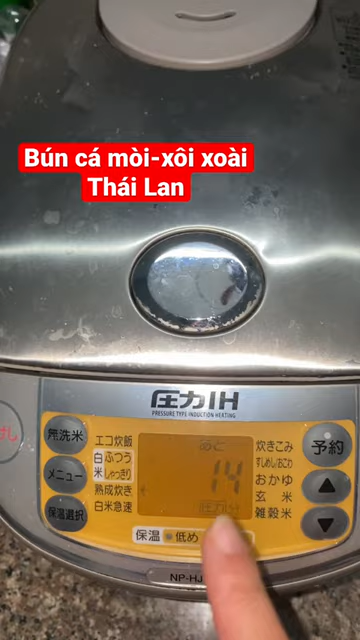 Bún cá mòi-xôi xoài
Thái Lan
圧力IH
PRESSURE TYPE INDUCTION HEATING
無洗米
メニュー
保温選択
エコ炊飯
白米 ふつう
しゃっきり
熟成炊き
白米急速
あと
14
圧力
分
炊きこみ
すしめし/おこわ
おかゆ
玄米
雑穀米
予約
保温
低め
NP-HJ